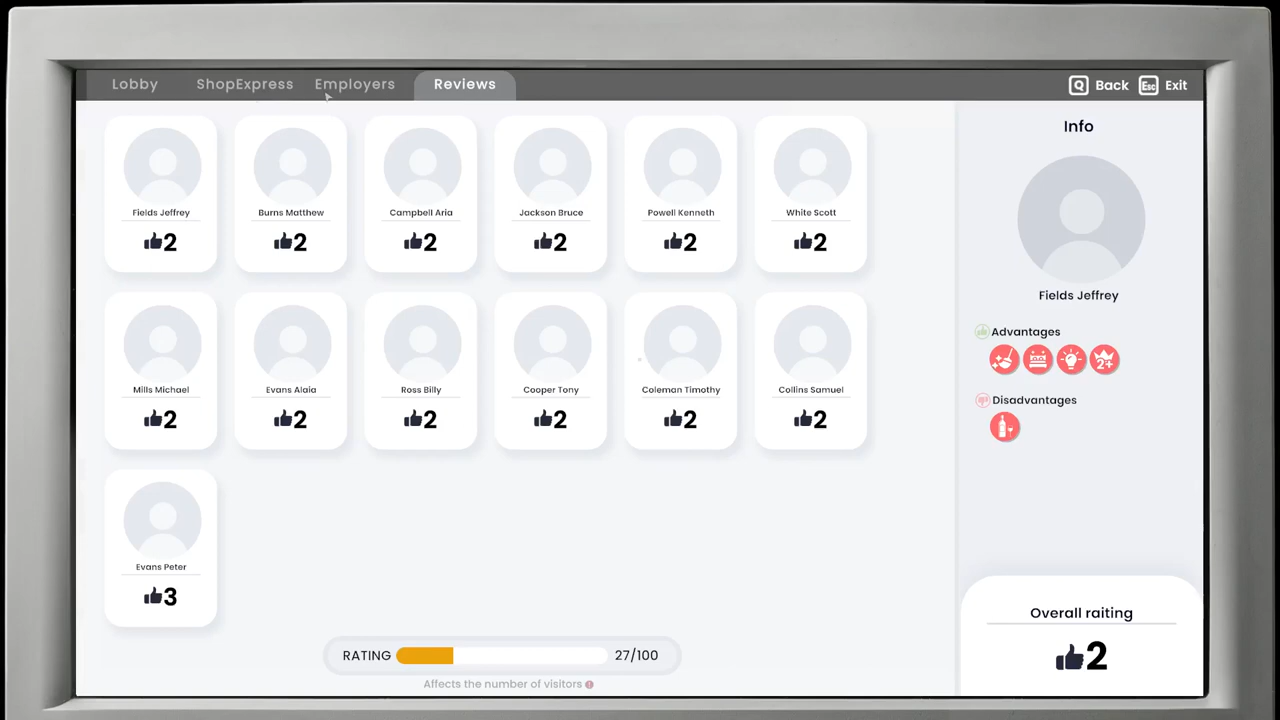 Lobby ShopExpress Employers Reviews Q Back Esc Exit
Fields Jeffrey Burns Matthew Campbell Aria Jackson Bruce Powell Kenneth White Scott
2 2 2 2 2 2
Mills Michael Evans Alaia Ross Billy Cooper Tony Coleman Timothy Collins Samuel
2 2 2 2 2 2
Evans Peter
3
RATING 27/100
Affects the number of visitors
Info
Fields Jeffrey
Advantages
2+
Disadvantages
Overall raiting
2